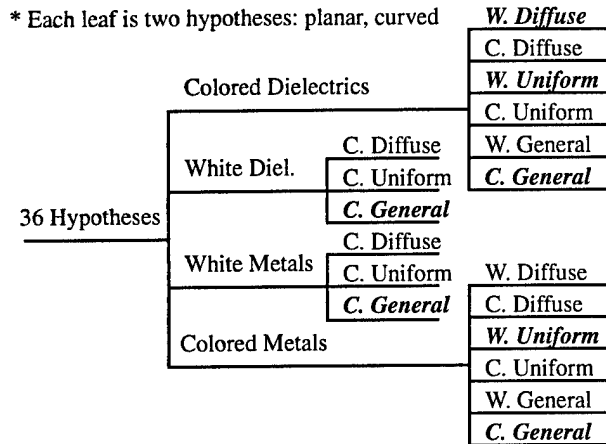 * Each leaf is two hypotheses: planar, curved
36 Hypotheses
Colored Dielectrics
W. Diffuse
C. Diffuse
W. Uniform
C. Uniform
W. General
C. General
White Diel.
C. Diffuse
C. Uniform
C. General
White Metals
C. Diffuse
C. Uniform
C. General
Colored Metals
W. Diffuse
C. Diffuse
W. Uniform
C. Uniform
W. General
C. General